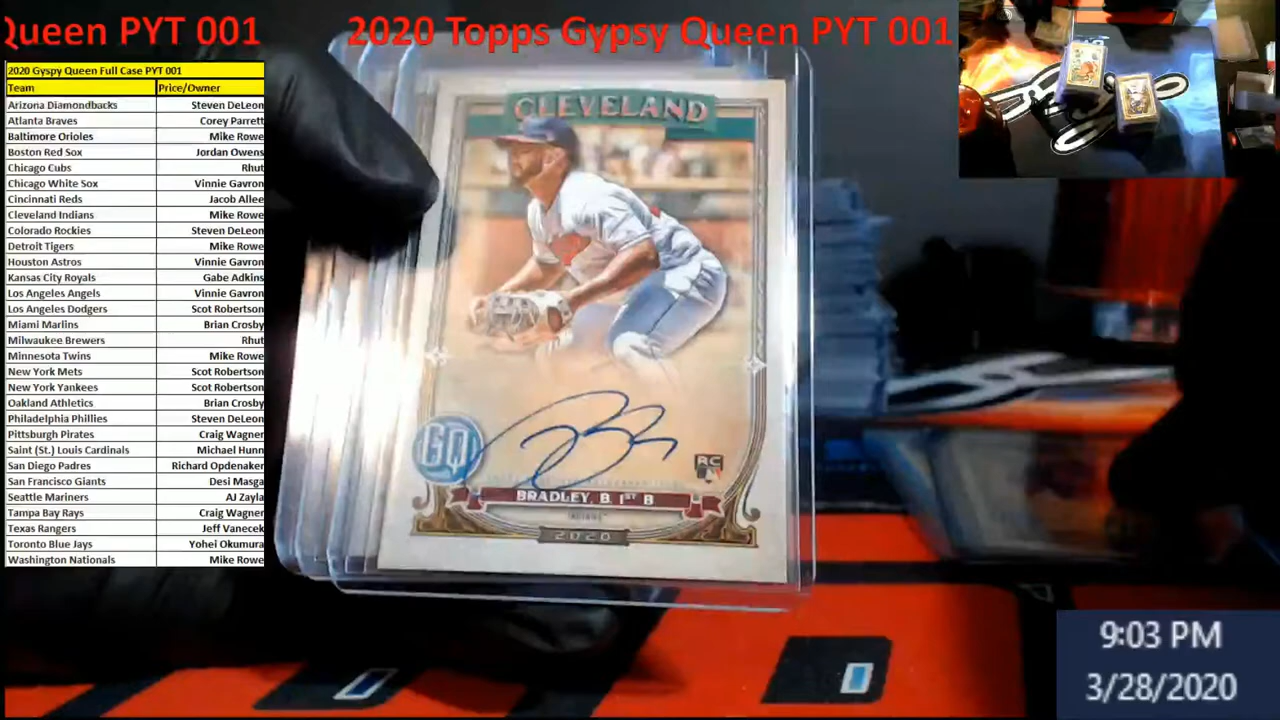 Queen PYT 001 2020 Topps Gypsy Queen PYT 001
2020 Gyspy Queen Full Case PYT 001
Team Price/Owner
Arizona Diamondbacks Steven DeLeon
Atlanta Braves Corey Parrett
Baltimore Orioles Mike Rowe
Boston Red Sox Jordan Owens
Chicago Cubs Rhut
Chicago White Sox Vinnie Gavron
Cincinnati Reds Jacob Allee
Cleveland Indians Mike Rowe
Colorado Rockies Steven DeLeon
Detroit Tigers Mike Rowe
Houston Astros Vinnie Gavron
Kansas City Royals Gabe Adkins
Los Angeles Angels Vinnie Gavron
Los Angeles Dodgers Scot Robertson
Miami Marlins Brian Crosby
Milwaukee Brewers Rhut
Minnesota Twins Mike Rowe
New York Mets Scot Robertson
New York Yankees Scot Robertson
Oakland Athletics Brian Crosby
Philadelphia Phillies Steven DeLeon
Pittsburgh Pirates Craig Wagner
Saint (St.) Louis Cardinals Michael Hunn
San Diego Padres Richard Opdenaker
San Francisco Giants Desi Masga
Seattle Mariners AJ Zayla
Tampa Bay Rays Craig Wagner
Texas Rangers Jeff Vanecek
Toronto Blue Jays Yohei Okumura
Washington Nationals Mike Rowe
CLEVELAND
GQ
RC
BRADLEY, B. 1ST B
INDIANS
2020
9:03 PM
3/28/2020